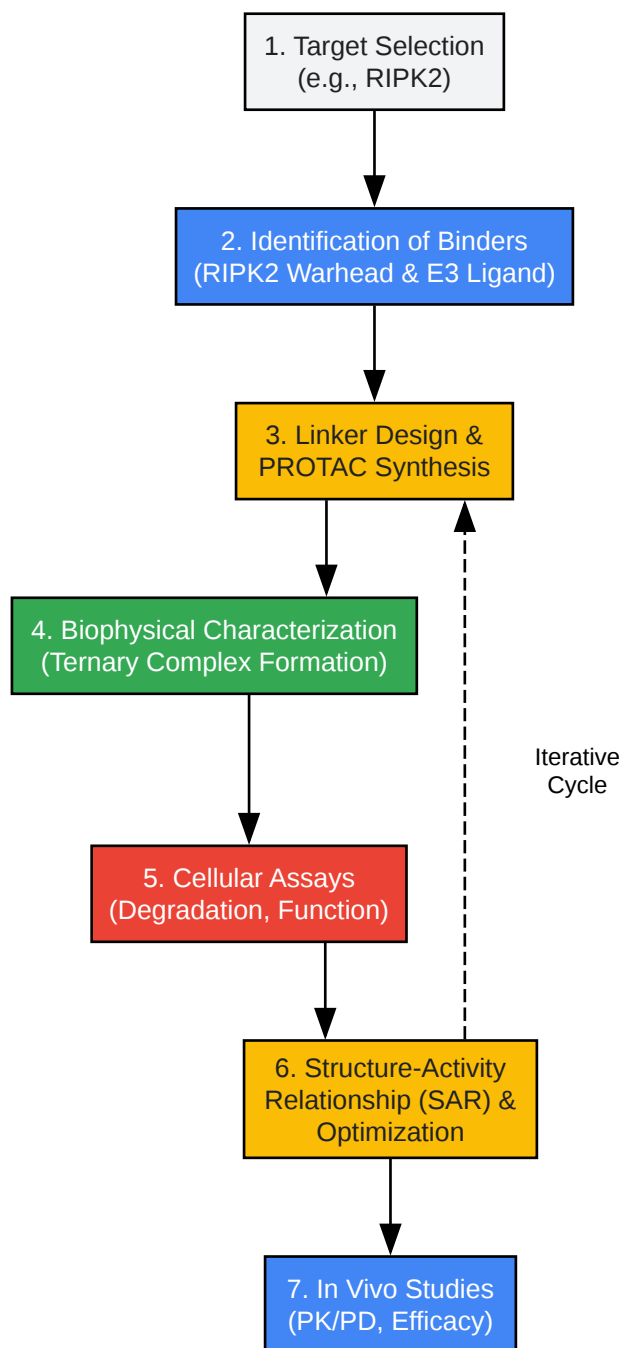 1. Target Selection
(e.g., RIPK2)
2. Identification of Binders
(RIPK2 Warhead & E3 Ligand)
3. Linker Design &
PROTAC Synthesis
4. Biophysical Characterization
(Ternary Complex Formation)
Iterative
Cycle
5. Cellular Assays
(Degradation, Function)
6. Structure-Activity
Relationship (SAR) &
Optimization
7. In Vivo Studies
(PK/PD, Efficacy)